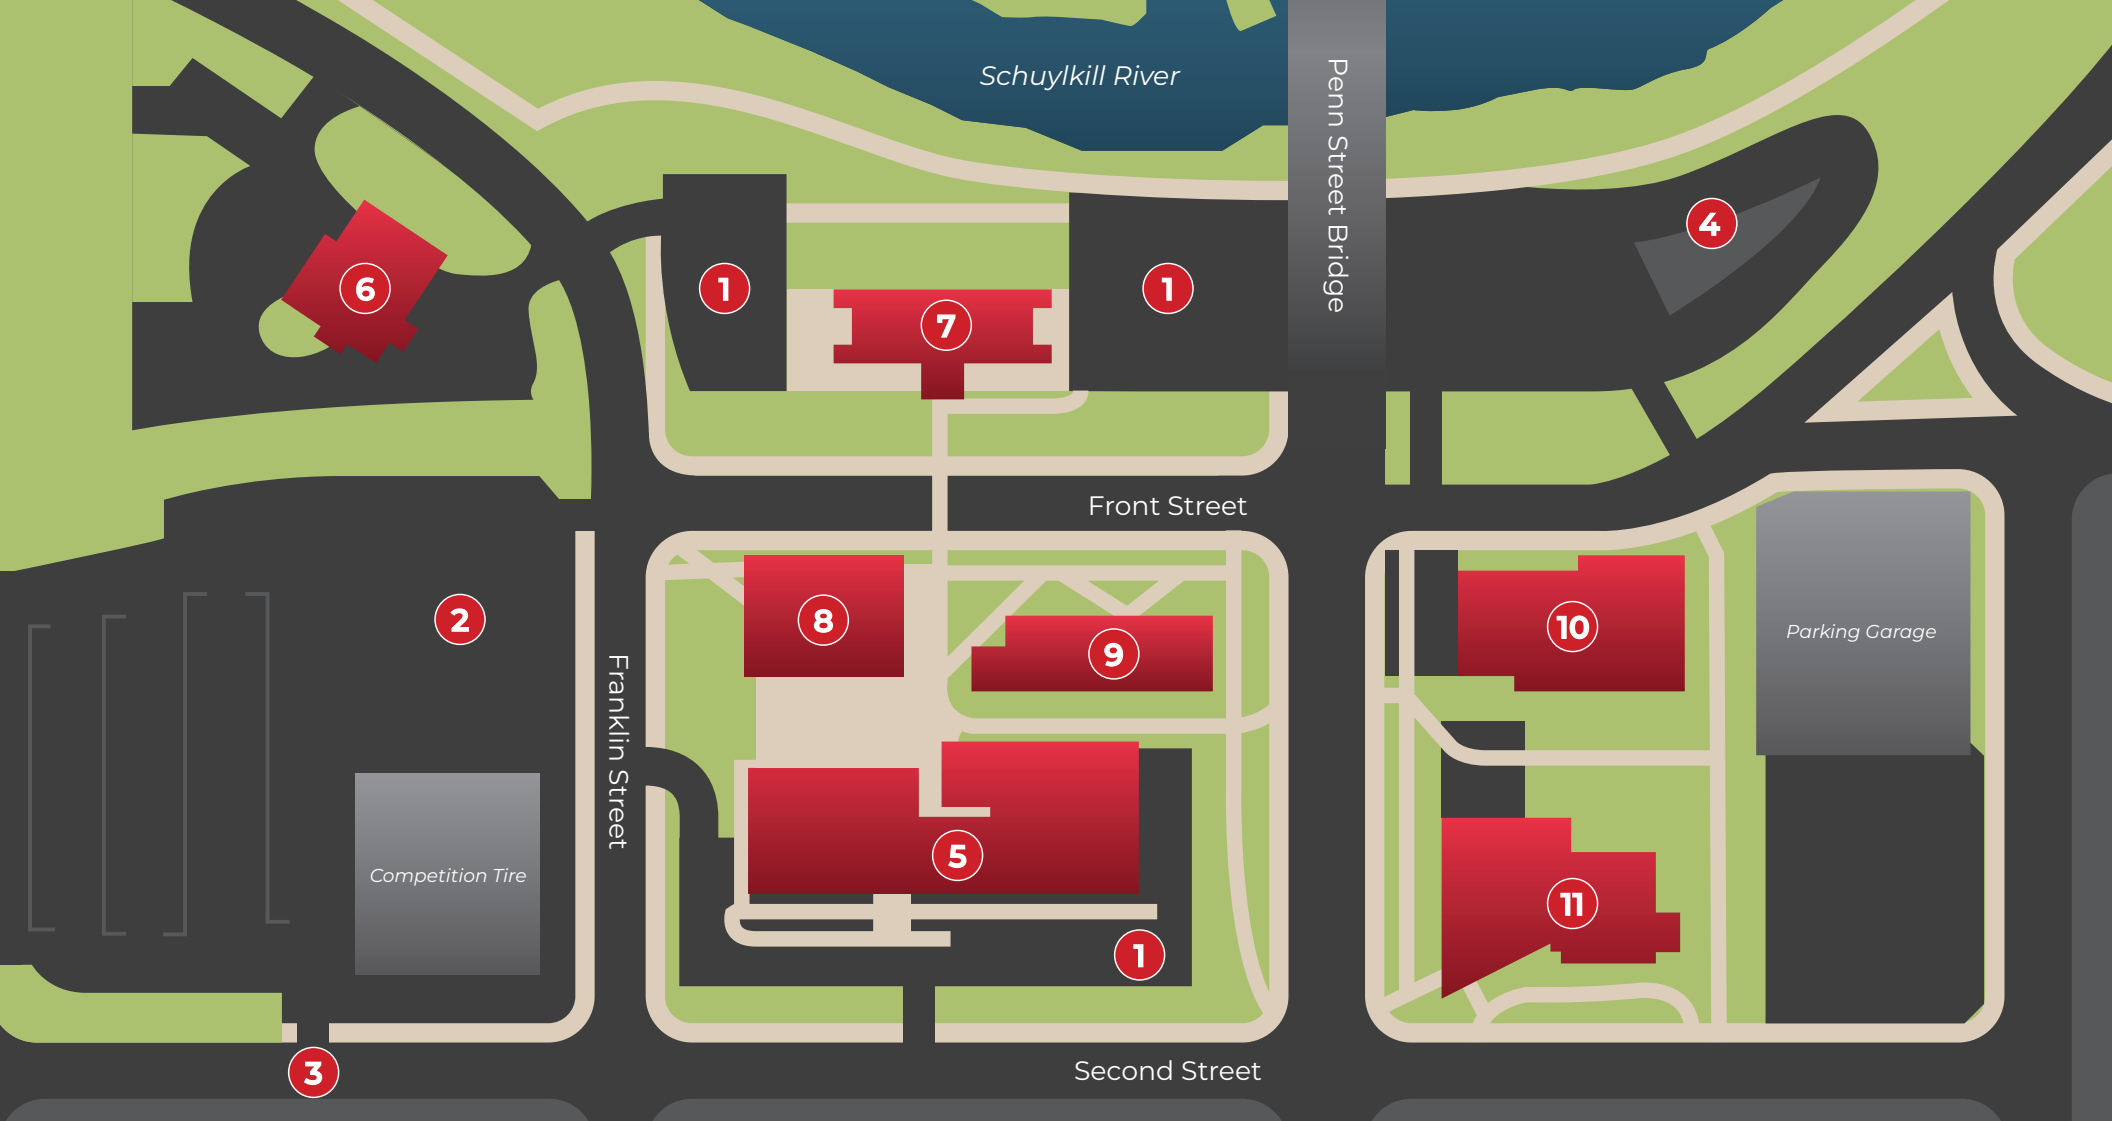 Schuylkill River
Penn Street Bridge
4
6
1
1
7
Front Street
2
8
9
10
Parking Garage
Franklin Street
Competition Tire
5
11
1
3
Second Street